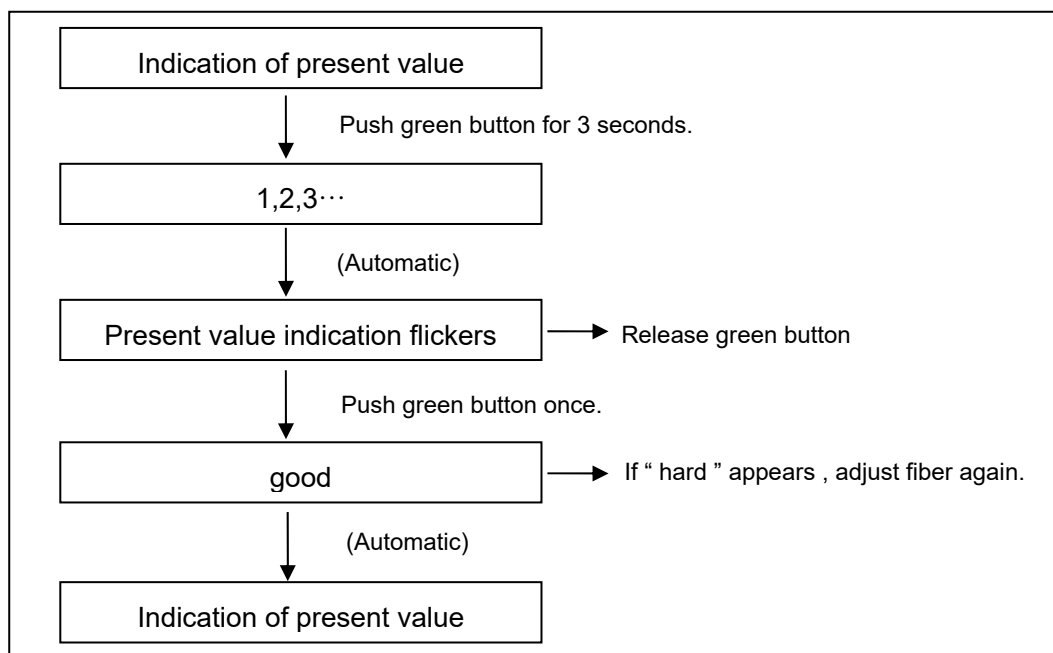 Indication of present value
Push green button for 3 seconds.
1,2,3⋯
(Automatic)
Present value indication flickers
Release green button
Push green button once.
good
If “ hard ” appears , adjust fiber again.
(Automatic)
Indication of present value